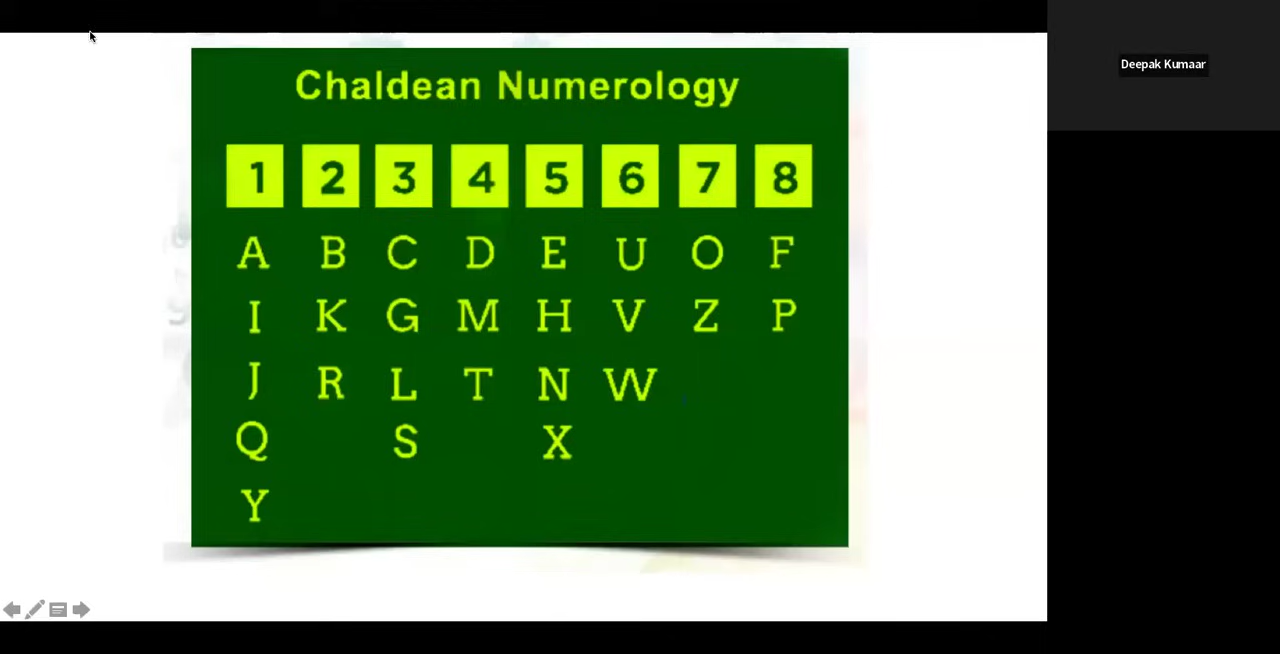 Chaldean Numerology
1 2 3 4 5 6 7 8
A B C D E U O F
I K G M H V Z P
J R L T N W
Q S X
Y
Deepak Kumaar